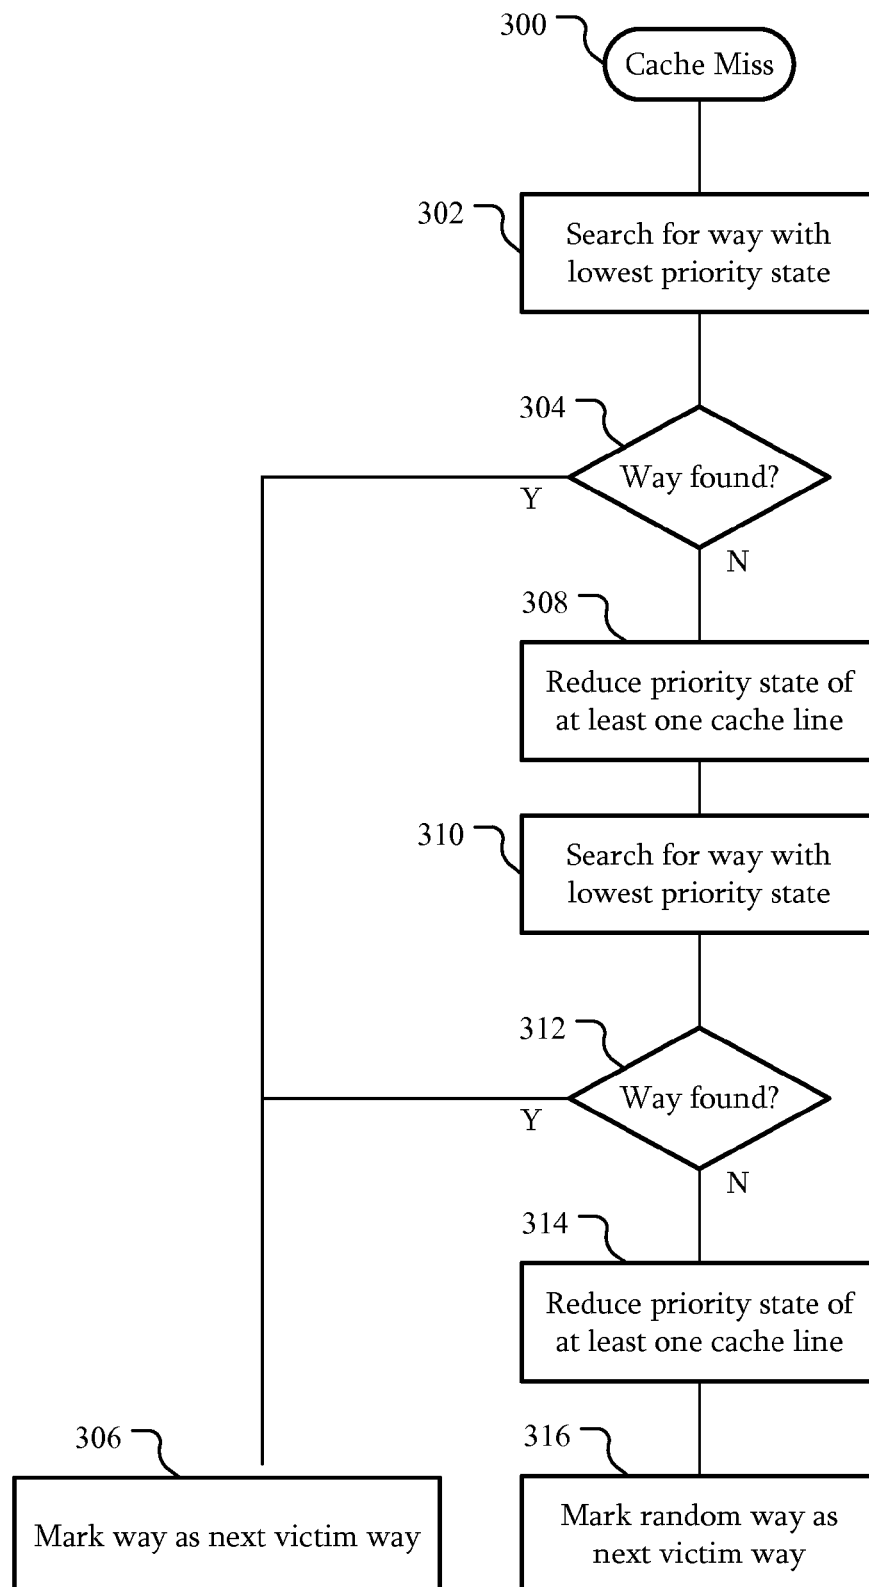 300
Cache Miss
302
Search for way with
lowest priority state
304
Way found?
Y
N
308
Reduce priority state of
at least one cache line
310
Search for way with
lowest priority state
312
Way found?
Y
N
314
Reduce priority state of
at least one cache line
306
Mark way as next victim way
316
Mark random way as
next victim way